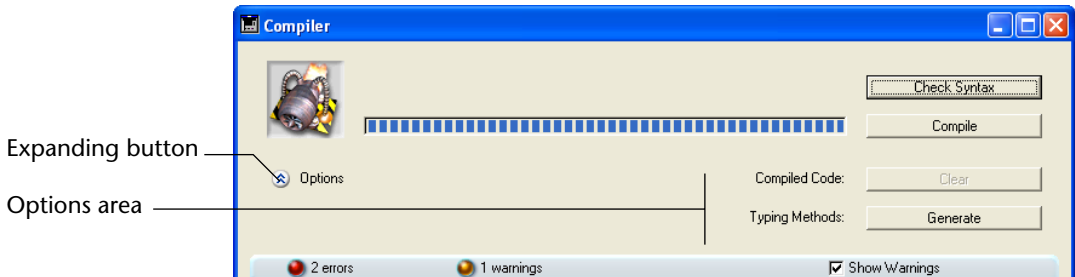 Compiler
Check Syntax
Compile
Expanding button
Options
Compiled Code:
Clear
Options area
Typing Methods:
Generate
2 errors
1 warnings
Show Warnings